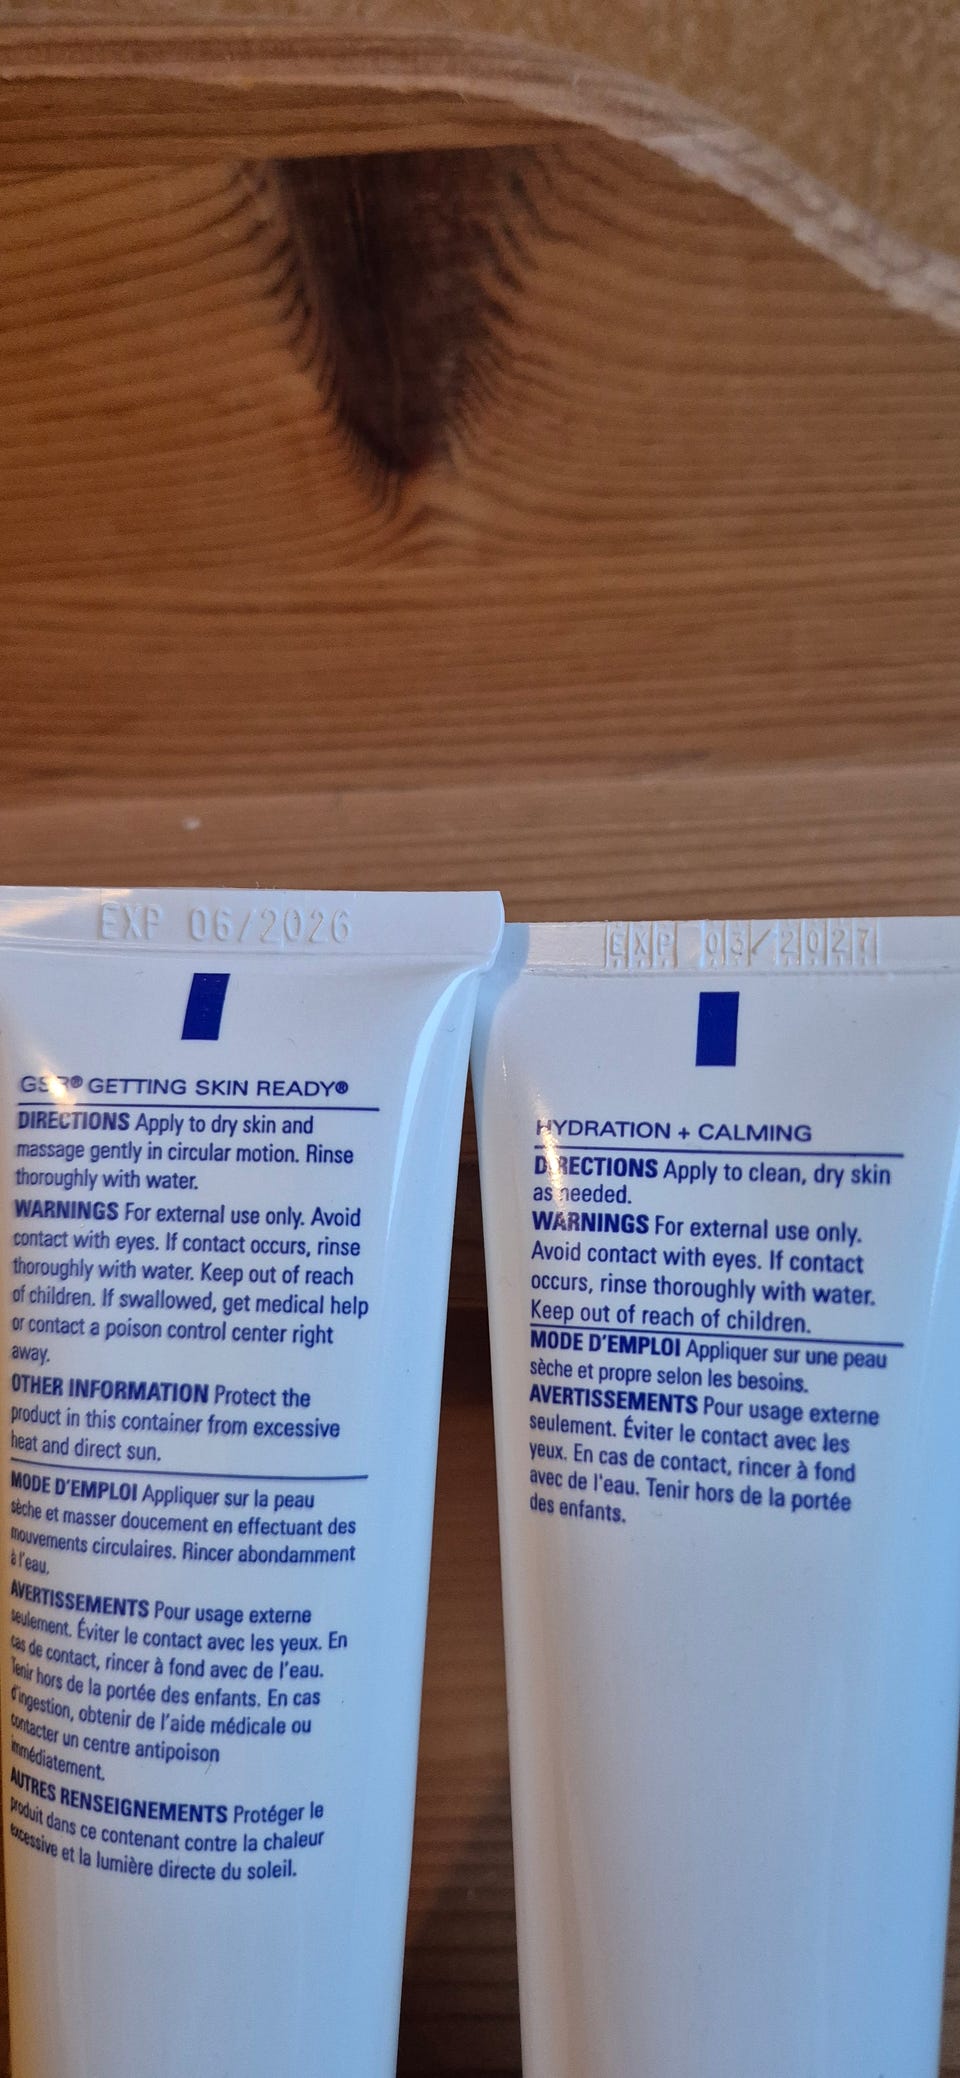 EXP 06/2026
GSR® GETTING SKIN READY®
DIRECTIONS Apply to dry skin and
massage gently in circular motion. Rinse
thoroughly with water.
WARNINGS For external use only. Avoid
contact with eyes. If contact occurs, rinse
thoroughly with water. Keep out of reach
of children. If swallowed, get medical help
or contact a poison control center right
away.
OTHER INFORMATION Protect the
product in this container from excessive
heat and direct sun.
MODE D'EMPLOI Appliquer sur la peau
sèche et masser doucement en effectuant des
mouvements circulaires. Rincer abondamment
à l'eau.
AVERTISSEMENTS Pour usage externe
seulement. Éviter le contact avec les yeux. En
cas de contact, rincer à fond avec de l'eau.
Tenir hors de la portée des enfants. En cas
d'ingestion, obtenir de l'aide médicale ou
contacter un centre antipoison
immédiatement.
AUTRES RENSEIGNEMENTS Protéger le
produit dans ce contenant contre la chaleur
excessive et la lumière directe du soleil.
EXP 03/2027
HYDRATION + CALMING
DIRECTIONS Apply to clean, dry skin
as needed.
WARNINGS For external use only.
Avoid contact with eyes. If contact
occurs, rinse thoroughly with water.
Keep out of reach of children.
MODE D'EMPLOI Appliquer sur une peau
sèche et propre selon les besoins.
AVERTISSEMENTS Pour usage externe
seulement. Éviter le contact avec les
yeux. En cas de contact, rincer à fond
avec de l'eau. Tenir hors de la portée
des enfants.